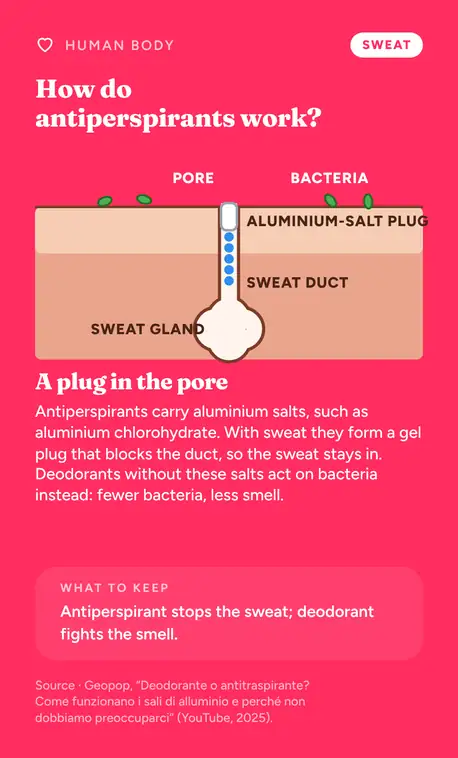 HUMAN BODY
SWEAT
How do
antiperspirants work?
PORE
BACTERIA
ALUMINIUM-SALT PLUG
SWEAT DUCT
SWEAT GLAND
A plug in the pore
Antiperspirants carry aluminium salts, such as
aluminium chlorohydrate. With sweat they form a gel
plug that blocks the duct, so the sweat stays in.
Deodorants without these salts act on bacteria
instead: fewer bacteria, less smell.
WHAT TO KEEP
Antiperspirant stops the sweat; deodorant
fights the smell.
Source · Geopop, “Deodorante o antitraspirante?
Come funzionano i sali di alluminio e perché non
dobbiamo preoccuparci” (YouTube, 2025).